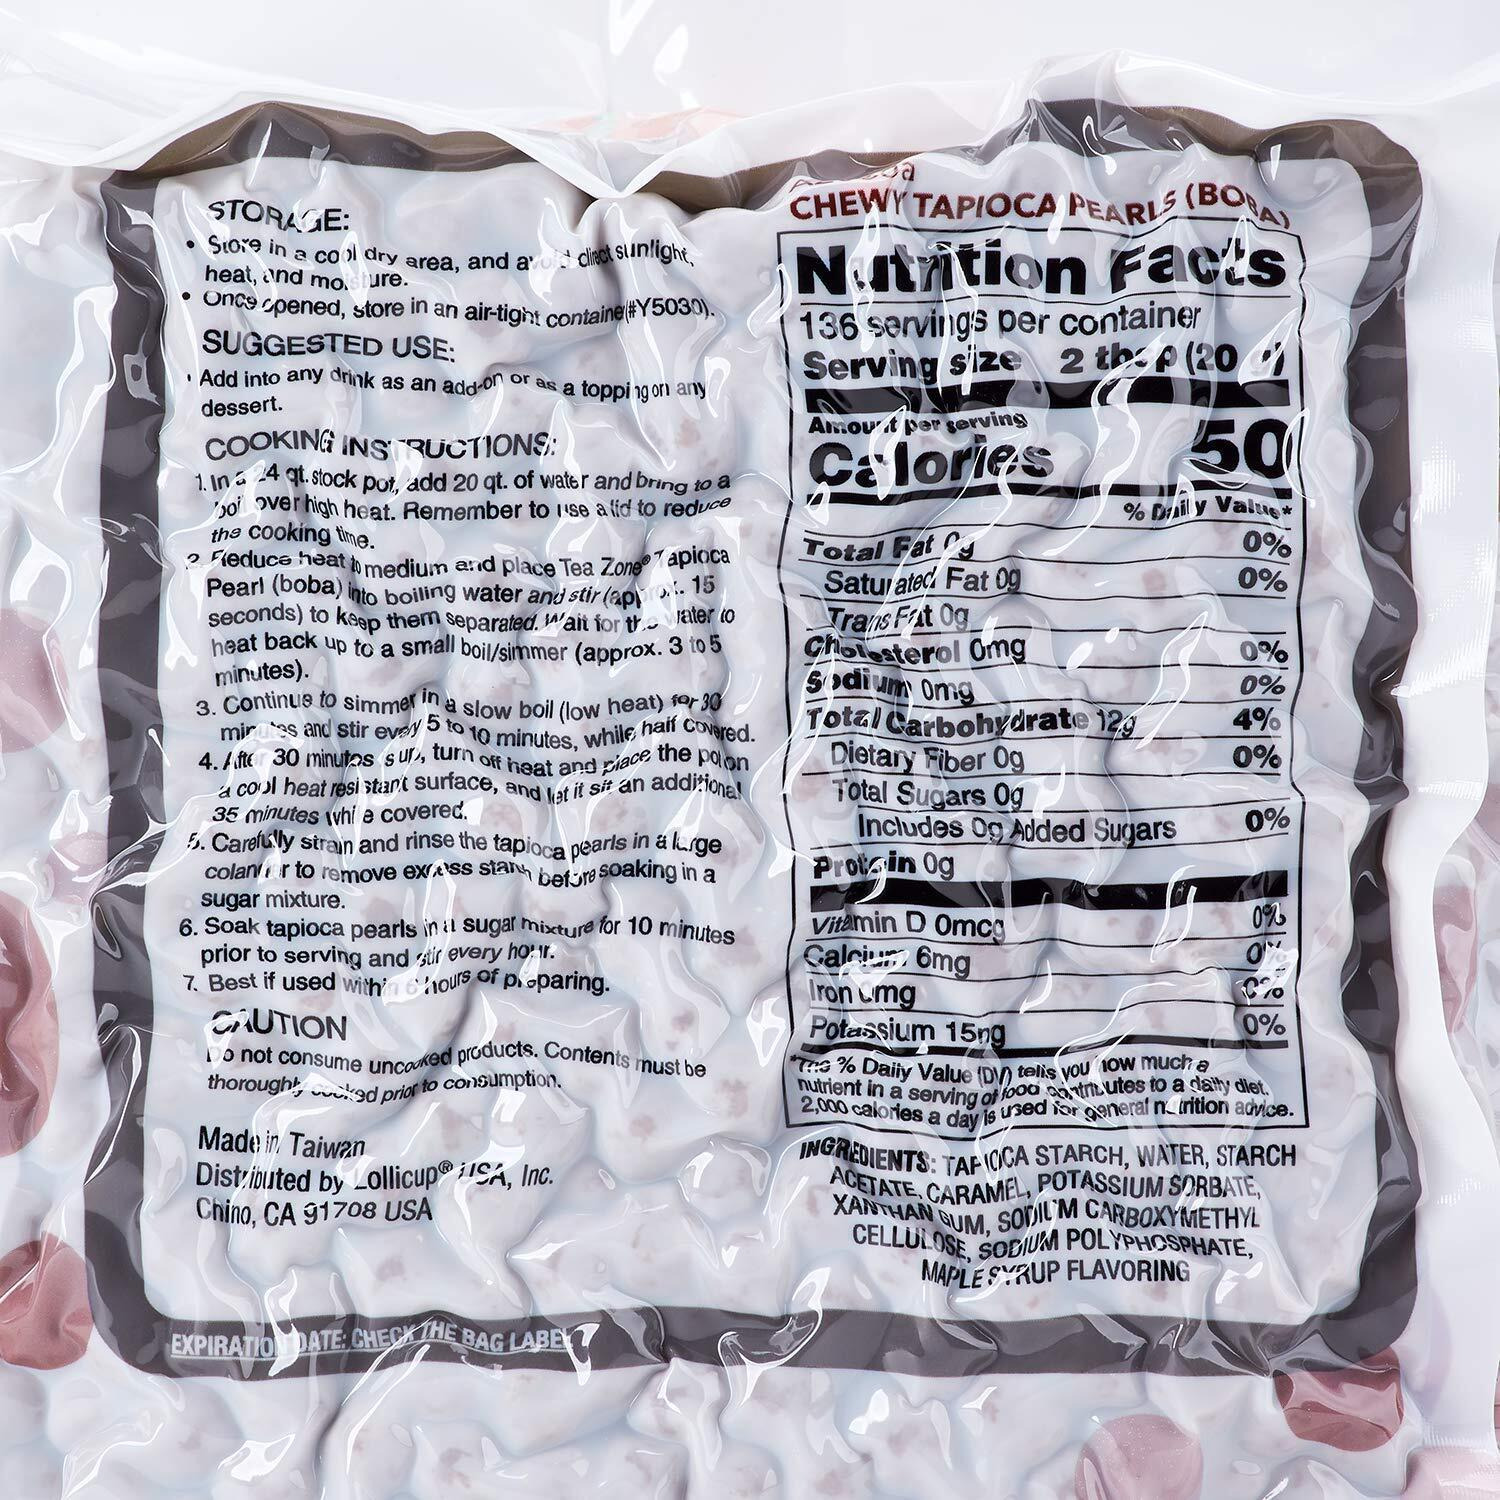 STORAGE:
• Store in a cool dry area, and avoid direct sunlight,
heat, and moisture.
• Once opened, store in an air-tight container(#Y5030).
SUGGESTED USE:
• Add into any drink as an add-on or as a topping on any
dessert.
COOKING INSTRUCTIONS:
1. In a 24 qt. stock pot, add 20 qt. of water and bring to a
boil over high heat. Remember to use a lid to reduce
the cooking time.
2. Reduce heat to medium and place Tea Zone® Tapioca
Pearl (boba) into boiling water and stir (approx. 15
seconds) to keep them separated. Wait for the water to
heat back up to a small boil/simmer (approx. 3 to 5
minutes).
3. Continue to simmer in a slow boil (low heat) for 30
minutes and stir every 5 to 10 minutes, while half covered.
4. After 30 minutes is up, turn off heat and place the pot on
a cool heat resistant surface, and let it sit an additional
35 minutes while covered.
5. Carefully strain and rinse the tapioca pearls in a large
colander to remove excess starch before soaking in a
sugar mixture.
6. Soak tapioca pearls in a sugar mixture for 10 minutes
prior to serving and stir every hour.
7. Best if used within 6 hours of preparing.
CAUTION
Do not consume uncooked products. Contents must be
thoroughly cooked prior to consumption.
Made in Taiwan
Distributed by Lollicup® USA, Inc.
Chino, CA 91708 USA
EXPIRATION DATE: CHECK THE BAG LABEL
CHEWY TAPIOCA PEARLS (BOBA)
Nutrition Facts
136 servings per container
Serving size 2 tbsp (20 g)
Amount per serving
Calories 50
% Daily Value*
Total Fat 0g 0%
Saturated Fat 0g 0%
Trans Fat 0g
Cholesterol 0mg 0%
Sodium 0mg 0%
Total Carbohydrate 12g 4%
Dietary Fiber 0g 0%
Total Sugars 0g
Includes 0g Added Sugars 0%
Protein 0g
Vitamin D 0mcg 0%
Calcium 6mg 0%
Iron 0mg 0%
Potassium 15mg 0%
*The % Daily Value (DV) tells you how much a
nutrient in a serving of food contributes to a daily diet.
2,000 calories a day is used for general nutrition advice.
INGREDIENTS: TAPIOCA STARCH, WATER, STARCH
ACETATE, CARAMEL, POTASSIUM SORBATE,
XANTHAN GUM, SODIUM CARBOXYMETHYL
CELLULOSE, SODIUM POLYPHOSPHATE,
MAPLE SYRUP FLAVORING